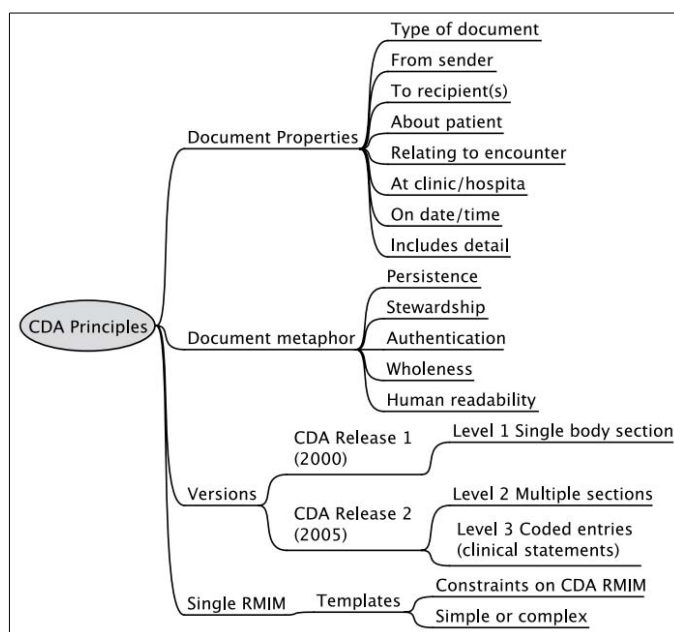 CDA Principles
Document Properties
Type of document
From sender
To recipient(s)
About patient
Relating to encounter
At clinic/hospita
On date/time
Includes detail
Document metaphor
Persistence
Stewardship
Authentication
Wholeness
Human readability
Versions
CDA Release 1
(2000)
Level 1 Single body section
CDA Release 2
(2005)
Level 2 Multiple sections
Level 3 Coded entries
(clinical statements)
Single RMIM
Templates
Constraints on CDA RMIM
Simple or complex